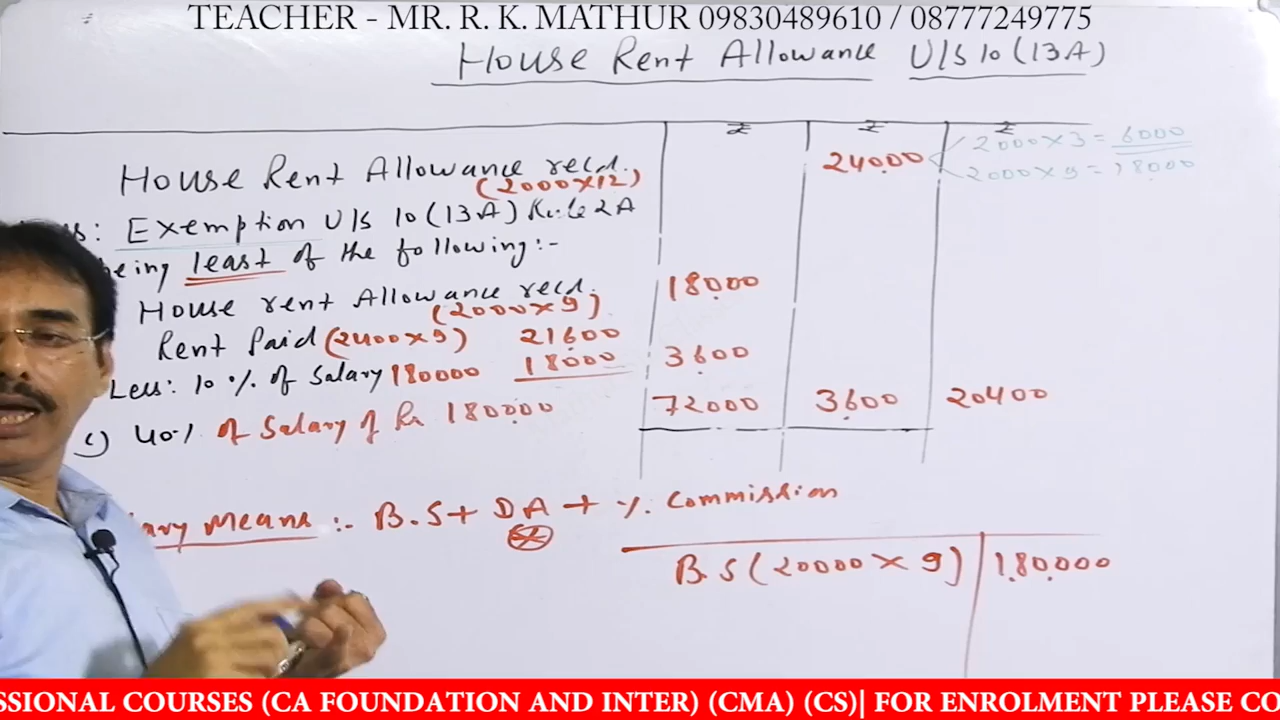 TEACHER - MR. R. K. MATHUR 09830489610 / 08777249775
House Rent Allowance U/S 10(13A)
₹ ₹ ₹
House Rent Allowance recd. 24000 2000×3=6000
(2000×12) 2000×9=18000
Exemption U/S 10(13A) Rule 2A
being least of the following:-
House rent Allowance recd. 18000
(2000×9)
Rent Paid (2400×9) 21600
Less: 10% of Salary 180000 18000 3600
c) 40% of Salary of Rs 180000 72000 3600 20400
Means:- B.S + DA + % Commission
B.S (20000×9) 180000
SSIONAL COURSES (CA FOUNDATION AND INTER) (CMA) (CS)| FOR ENROLMENT PLEASE CO